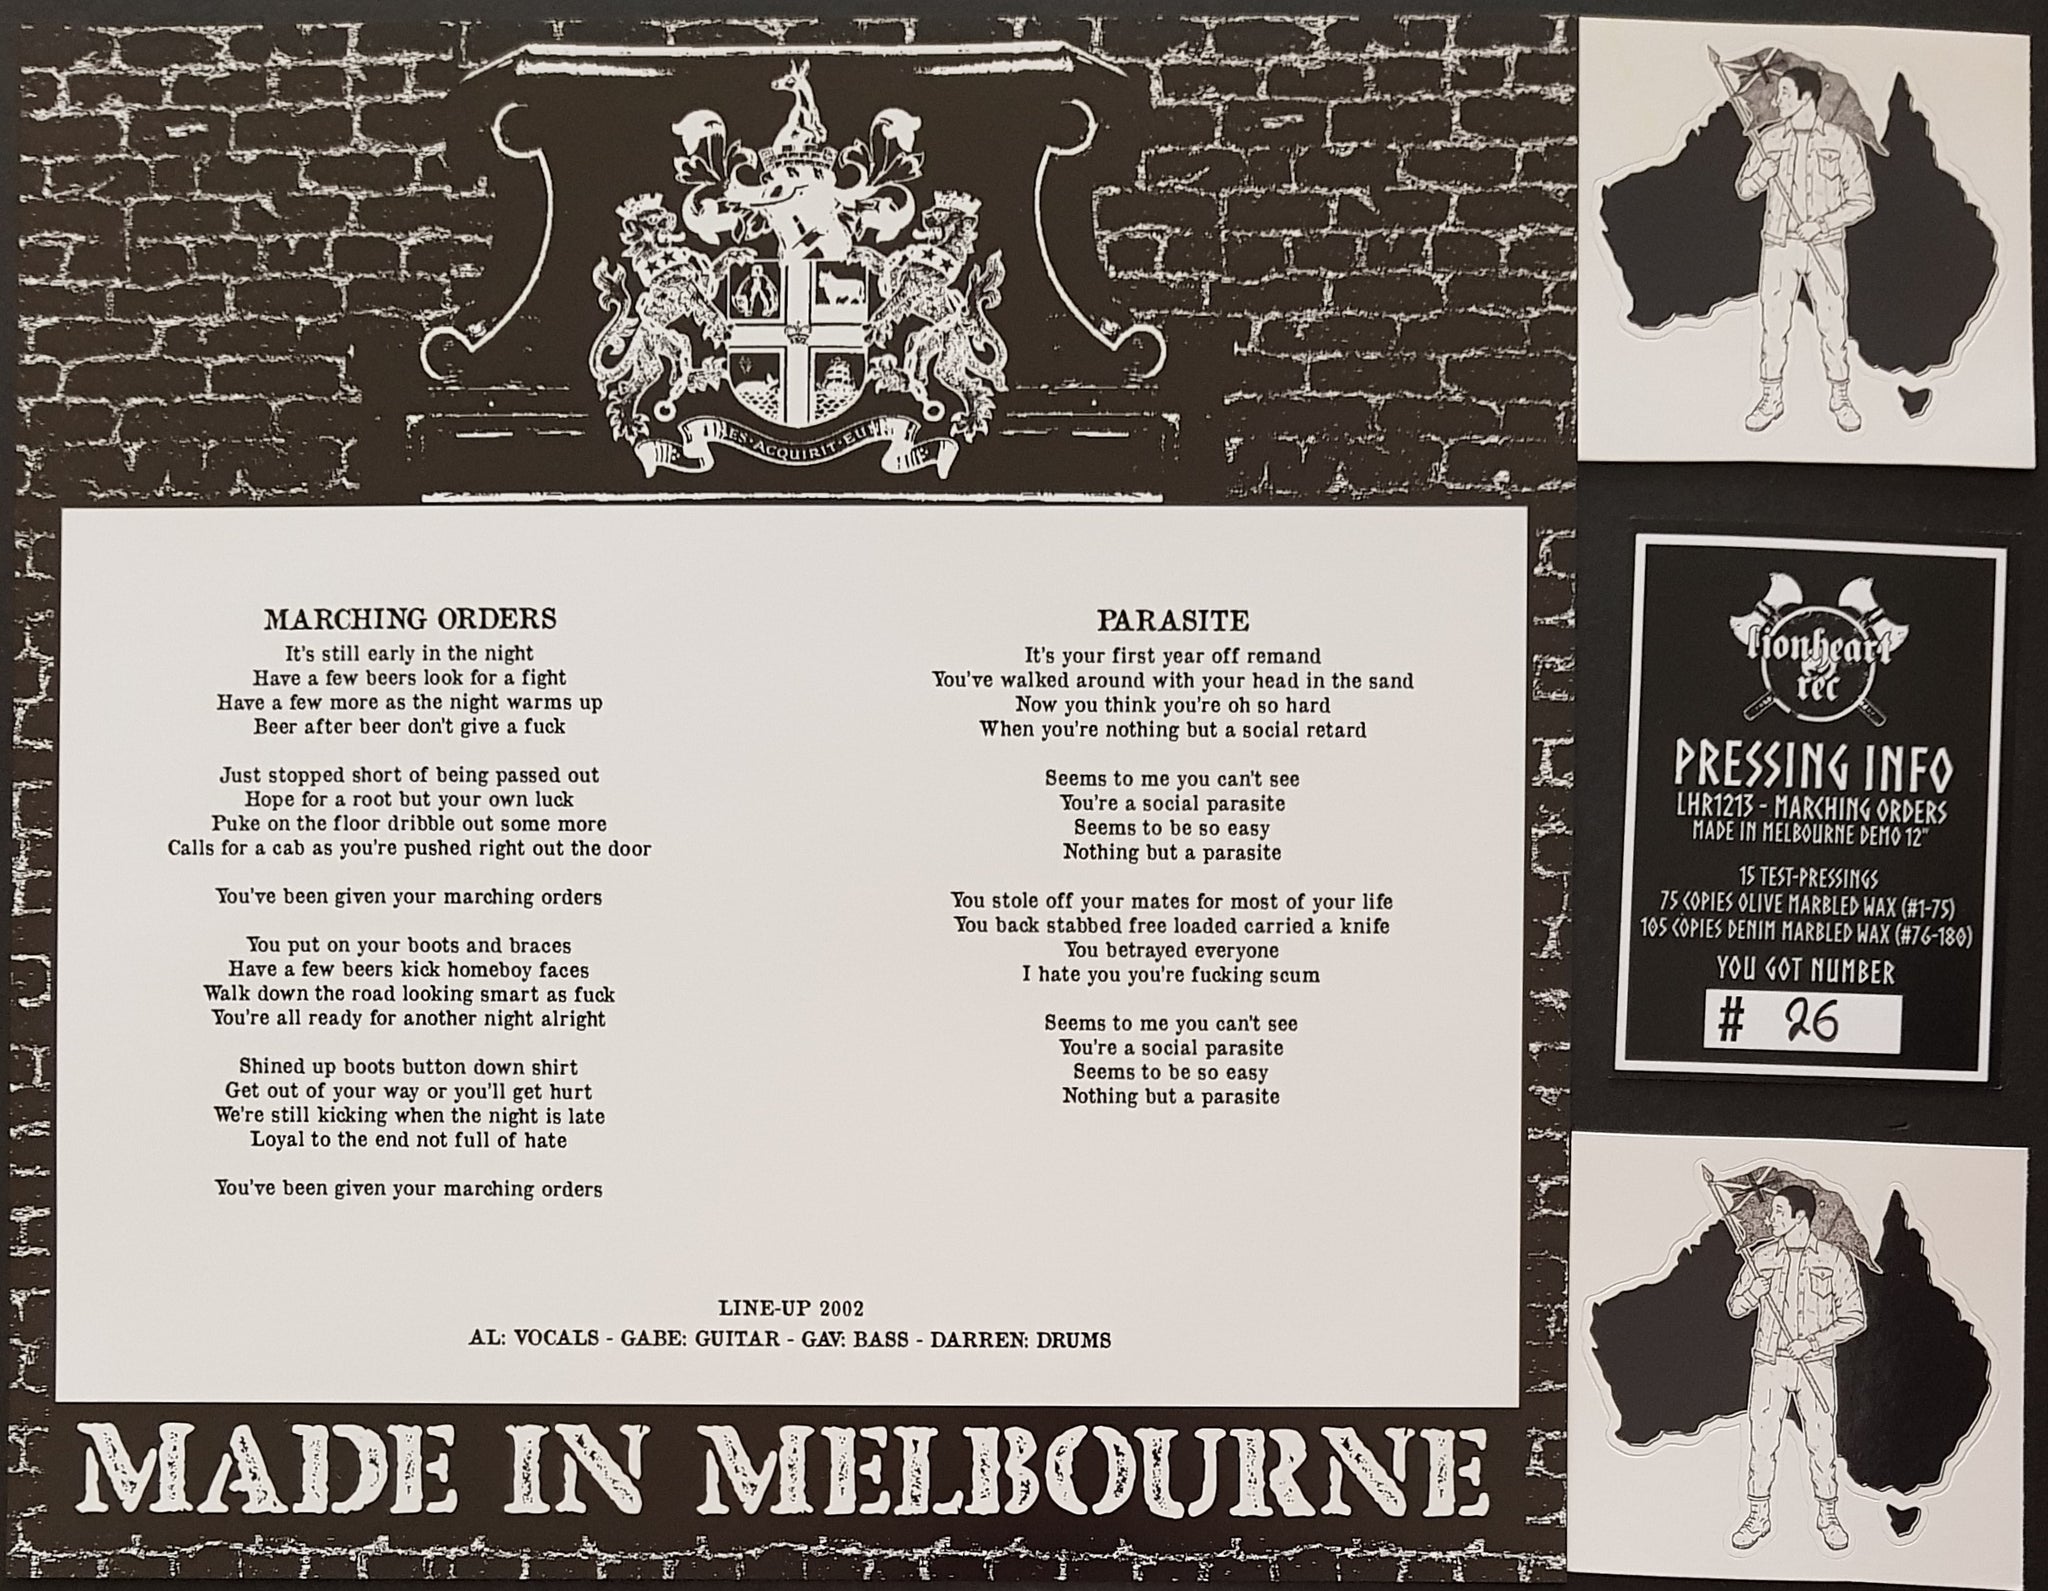 ES·ACQUIRIT·EU
MARCHING ORDERS
It's still early in the night
Have a few beers look for a fight
Have a few more as the night warms up
Beer after beer don't give a fuck
Just stopped short of being passed out
Hope for a root but your own luck
Puke on the floor dribble out some more
Calls for a cab as you're pushed right out the door
You've been given your marching orders
You put on your boots and braces
Have a few beers kick homeboy faces
Walk down the road looking smart as fuck
You're all ready for another night alright
Shined up boots button down shirt
Get out of your way or you'll get hurt
We're still kicking when the night is late
Loyal to the end not full of hate
You've been given your marching orders
PARASITE
It's your first year off remand
You've walked around with your head in the sand
Now you think you're oh so hard
When you're nothing but a social retard
Seems to me you can't see
You're a social parasite
Seems to be so easy
Nothing but a parasite
You stole off your mates for most of your life
You back stabbed free loaded carried a knife
You betrayed everyone
I hate you you're fucking scum
Seems to me you can't see
You're a social parasite
Seems to be so easy
Nothing but a parasite
LINE-UP 2002
AL: VOCALS - GABE: GUITAR - GAV: BASS - DARREN: DRUMS
MADE IN MELBOURNE
lionheart
rec
PRESSING INFO
LHR1213 - MARCHING ORDERS
MADE IN MELBOURNE DEMO 12"
15 TEST-PRESSINGS
75 COPIES OLIVE MARBLED WAX (#1-75)
105 COPIES DENIM MARBLED WAX (#76-180)
YOU GOT NUMBER
# 26